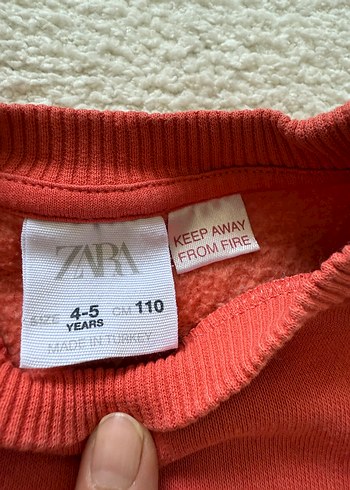 ZARA
SIZE 4-5 YEARS CM 110
MADE IN TURKEY
KEEP AWAY
FROM FIRE